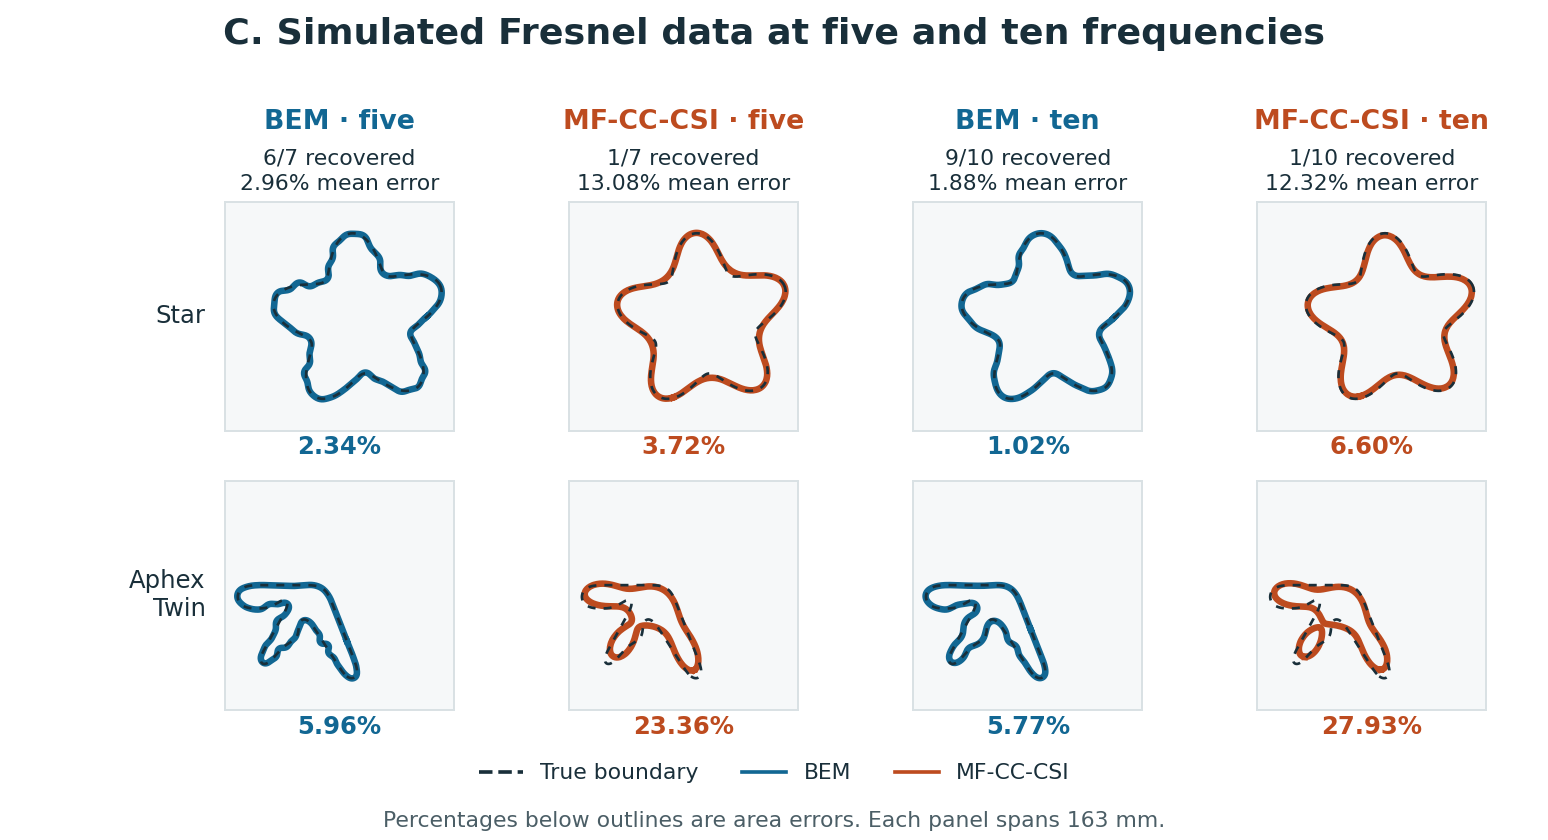 C. Simulated Fresnel data at five and ten frequencies
BEM · five
6/7 recovered
2.96% mean error
MF-CC-CSI · five
1/7 recovered
13.08% mean error
BEM · ten
9/10 recovered
1.88% mean error
MF-CC-CSI · ten
1/10 recovered
12.32% mean error
Star
2.34%
3.72%
1.02%
6.60%
Aphex
Twin
5.96%
23.36%
5.77%
27.93%
True boundary
BEM
MF-CC-CSI
Percentages below outlines are area errors. Each panel spans 163 mm.